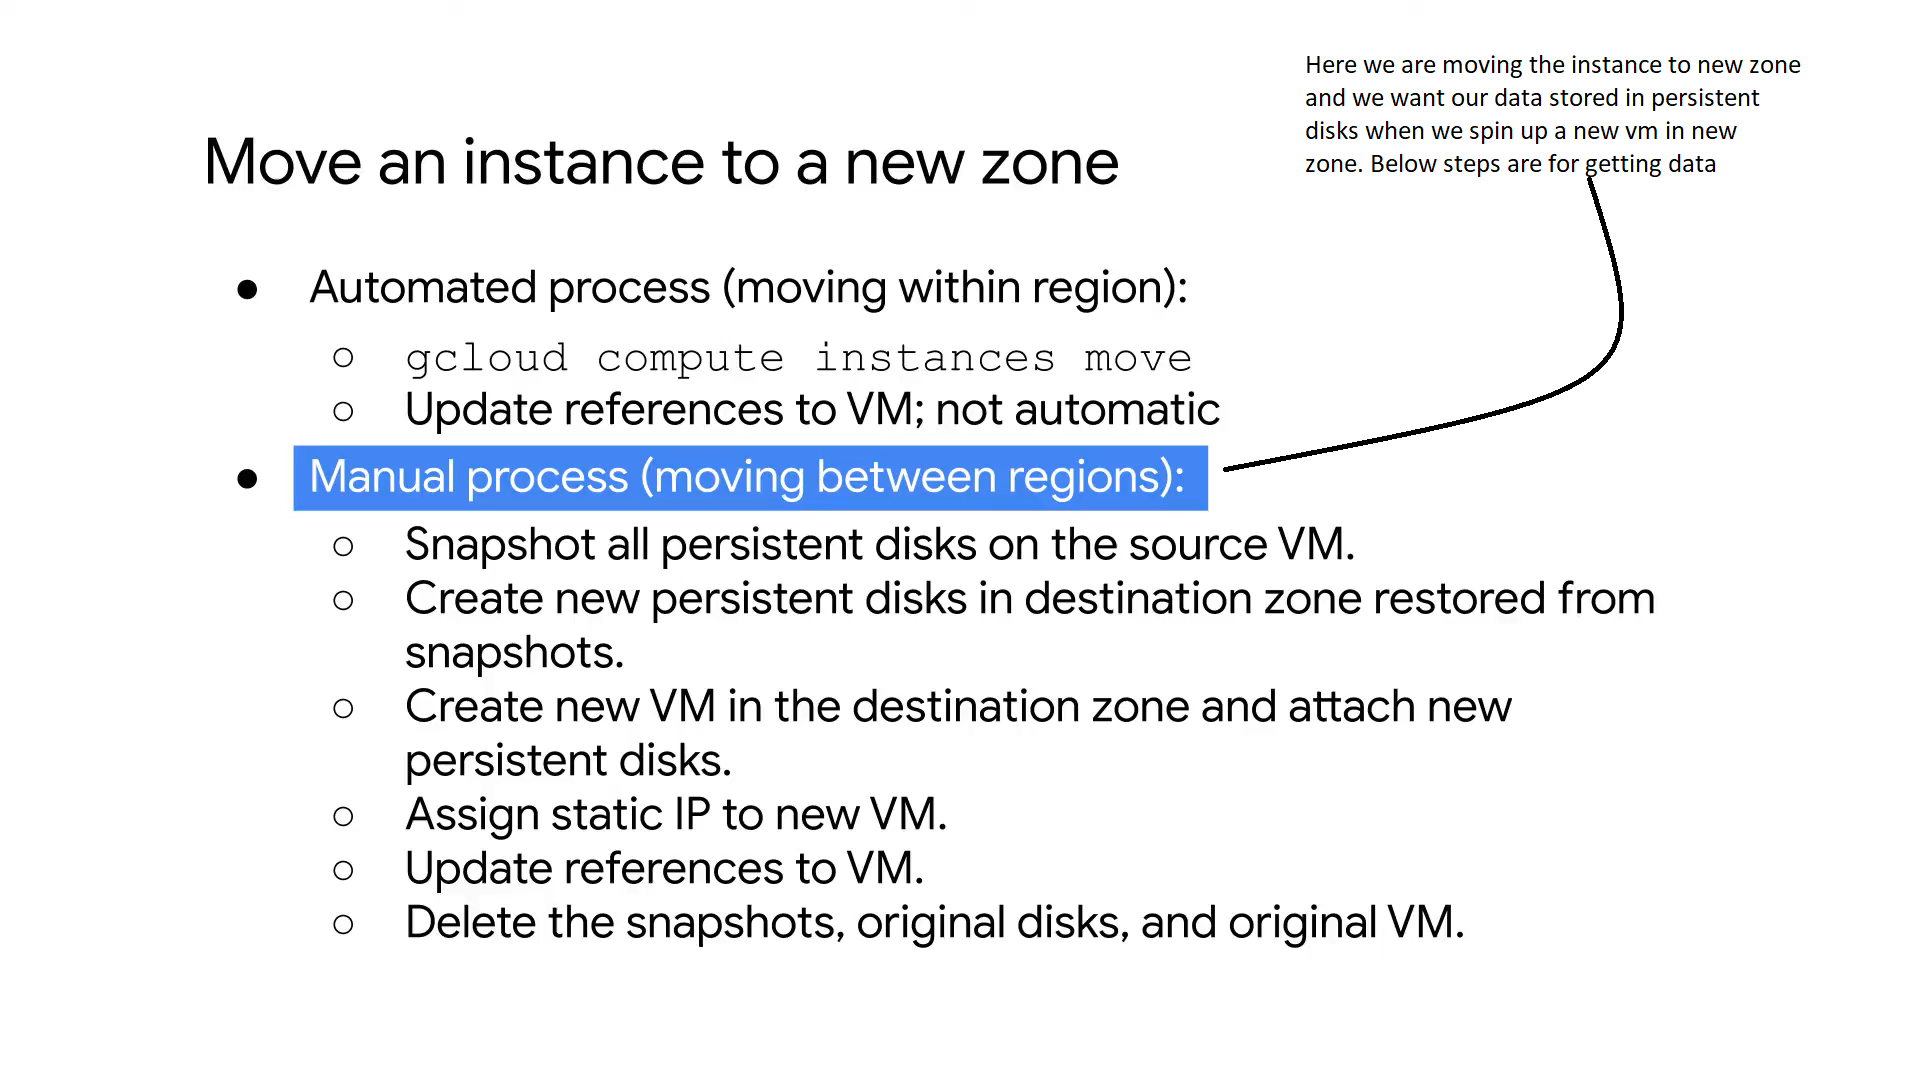 Here we are moving the instance to new zone
and we want our data stored in persistent
disks when we spin up a new vm in new
zone. Below steps are for getting data
Move an instance to a new zone
● Automated process (moving within region):
○ gcloud compute instances move
○ Update references to VM; not automatic
● Manual process (moving between regions):
○ Snapshot all persistent disks on the source VM.
○ Create new persistent disks in destination zone restored from
snapshots.
○ Create new VM in the destination zone and attach new
persistent disks.
○ Assign static IP to new VM.
○ Update references to VM.
○ Delete the snapshots, original disks, and original VM.